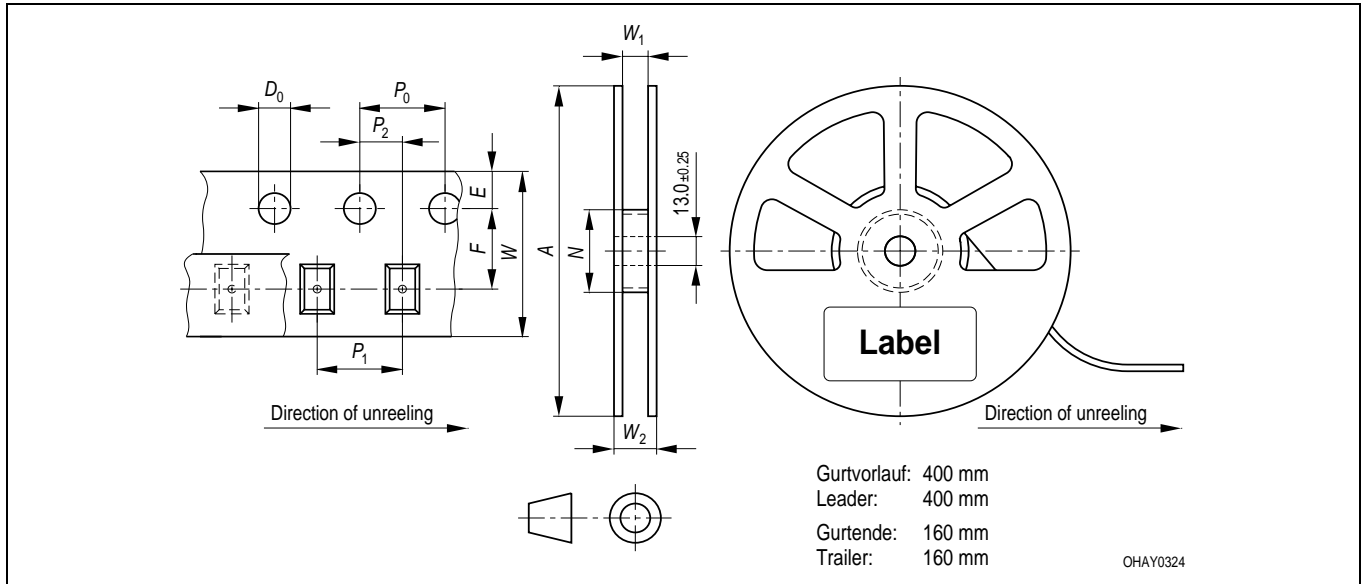 W1
D0
P0
P2
E
F
W
A
N
13.0±0.25
Label
P1
Direction of unreeling
W2
Direction of unreeling
Gurtvorlauf: 400 mm
Leader: 400 mm
Gurtende: 160 mm
Trailer: 160 mm
OHAY0324